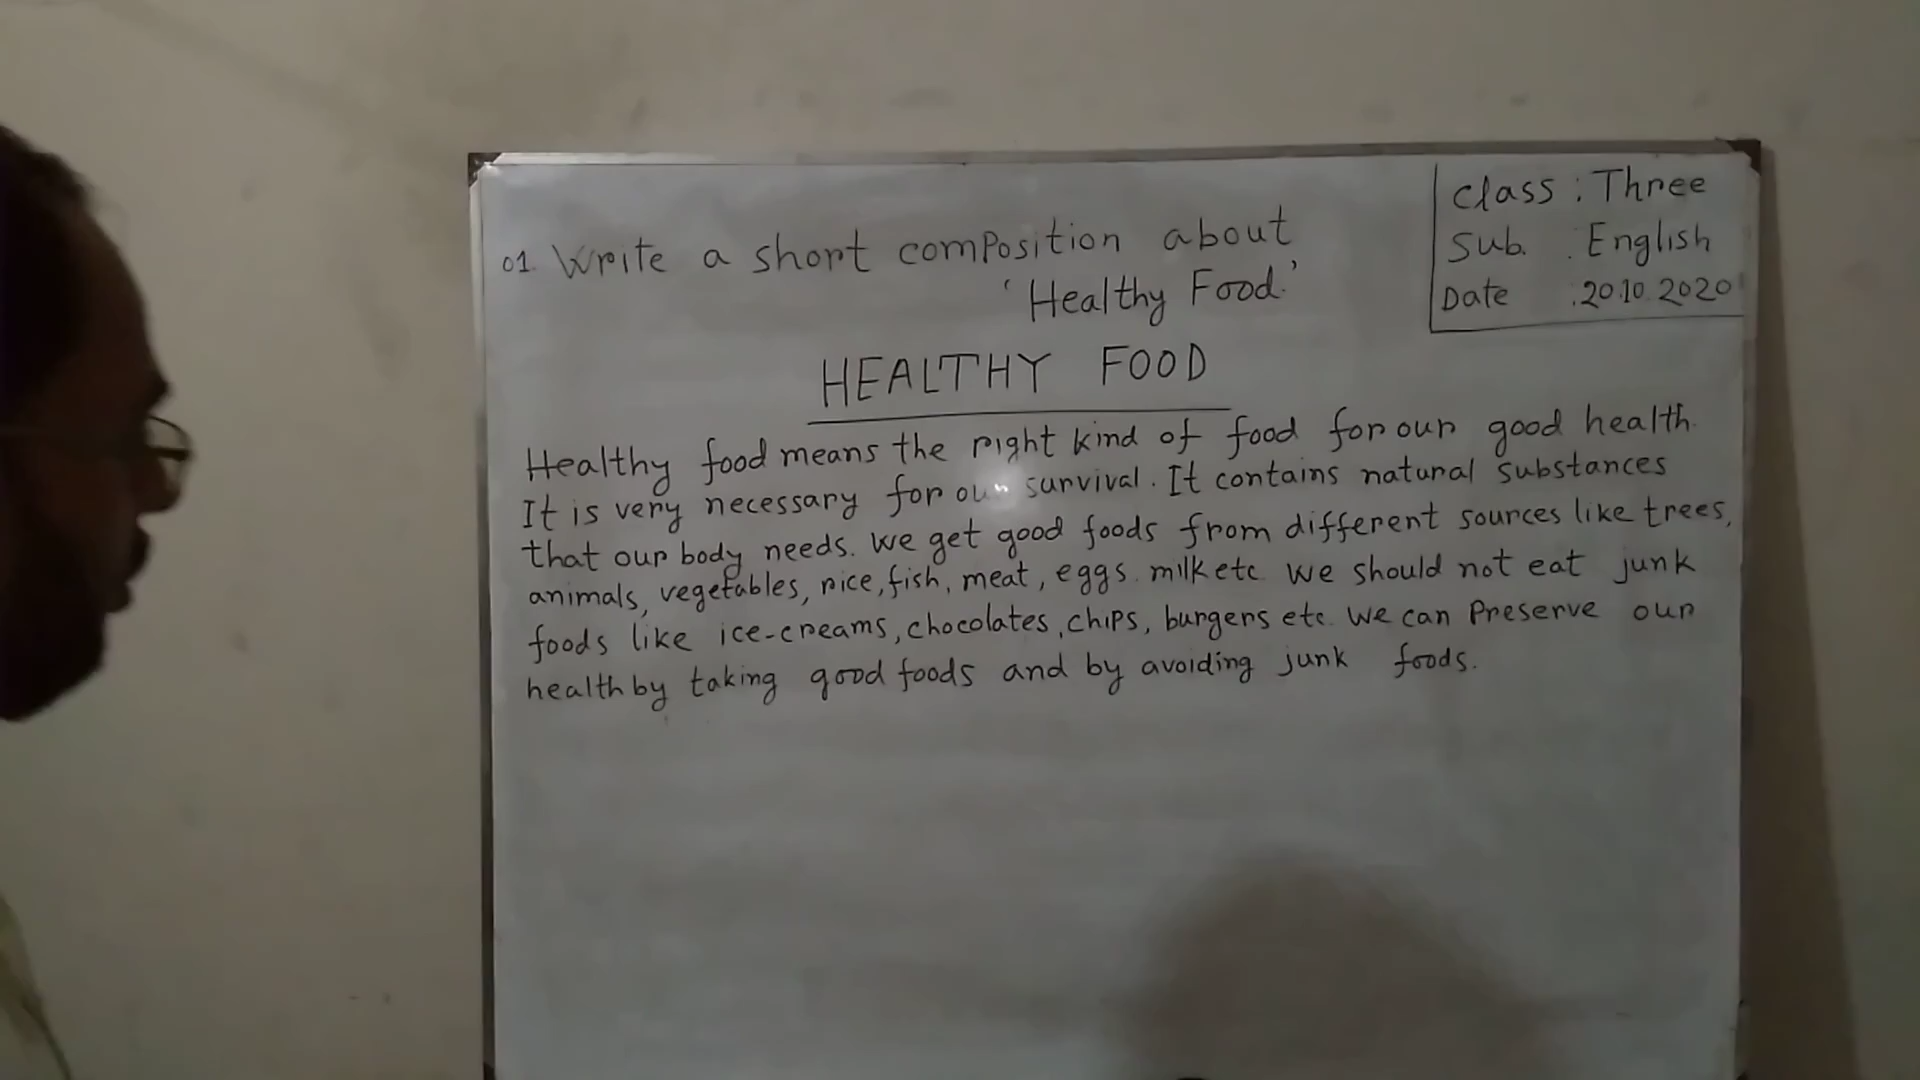 Class : Three
Sub. : English
Date : 20.10.2020
01. Write a short composition about
'Healthy Food.'
HEALTHY FOOD
Healthy food means the right kind of food for our good health.
It is very necessary for our survival. It contains natural substances
that our body needs. We get good foods from different sources like trees,
animals, vegetables, rice, fish, meat, eggs. milk etc. We should not eat junk
foods like ice-creams, chocolates, chips, burgers etc. We can preserve our
health by taking good foods and by avoiding junk foods.